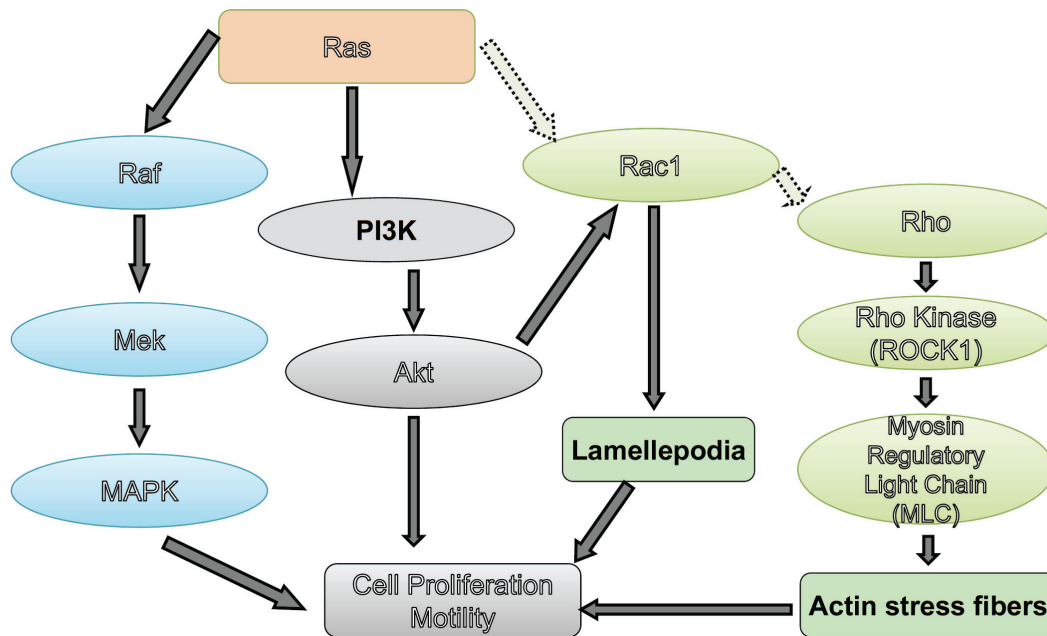 Ras
Raf
Rac1
PI3K
Rho
Mek
Akt
Rho Kinase
(ROCK1)
Lamellepodia
Myosin
Regulatory
Light Chain
(MLC)
MAPK
Cell Proliferation
Motility
Actin stress fibers